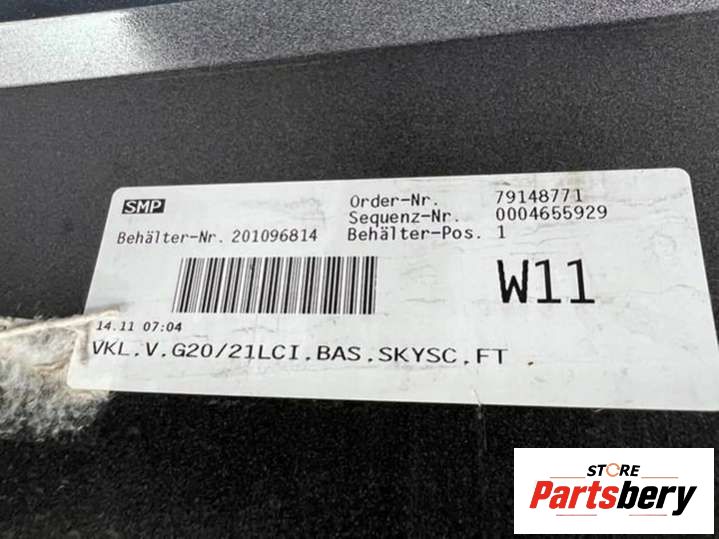 SMP
Order-Nr. 79148771
Sequenz-Nr. 0004655929
Behälter-Nr. 201096814 Behälter-Pos. 1
W11
14.11 07:04
VKL.V.G20/21LCI.BAS.SKYSC.FT
STORE
Partsbery